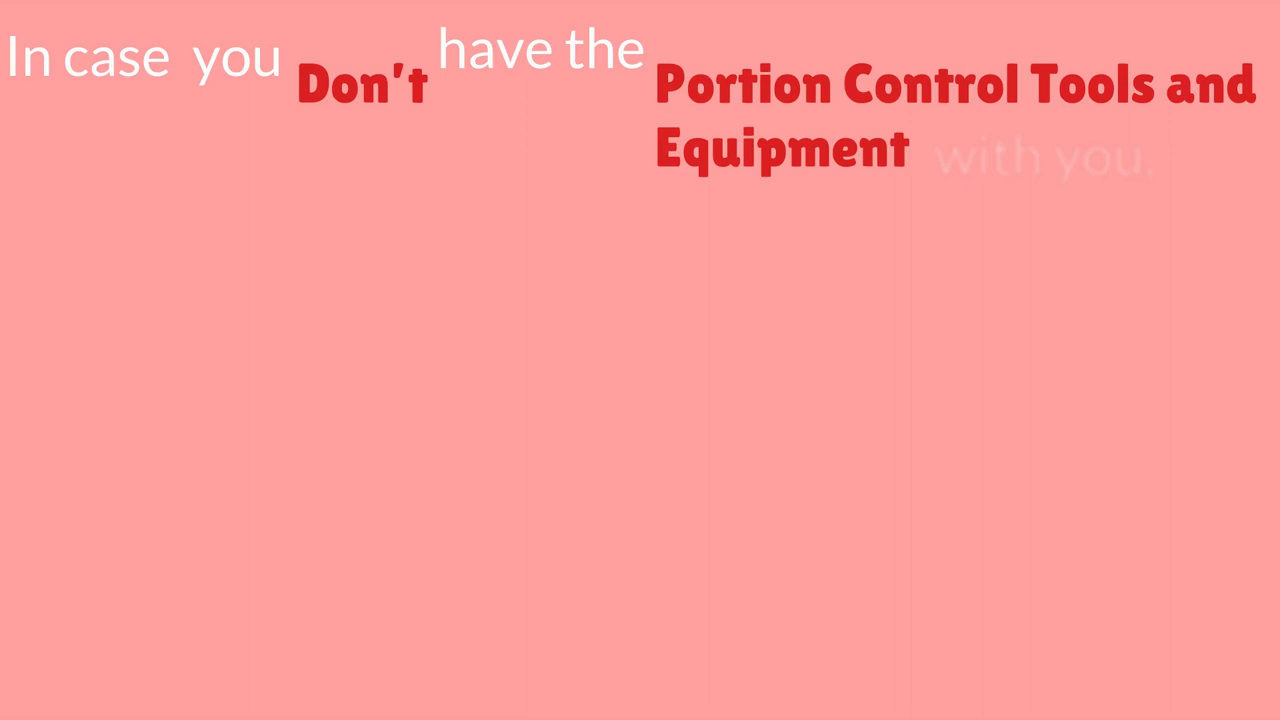 In case you Don't have the Portion Control Tools and
Equipment with you.